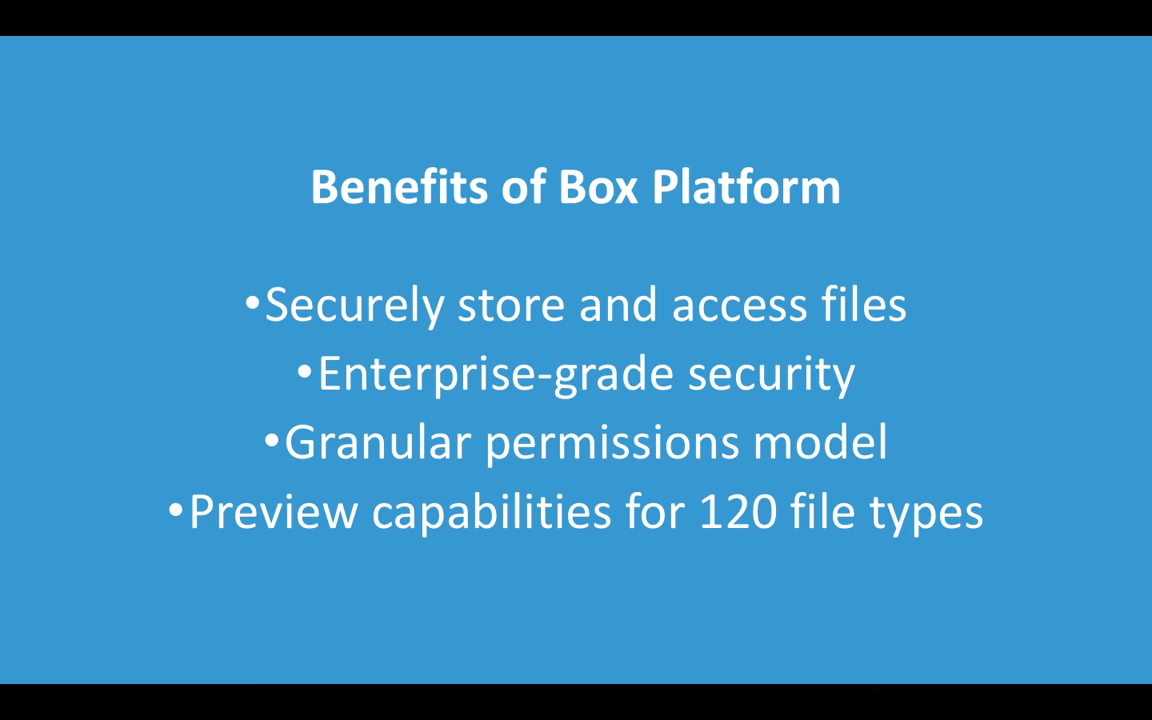 Benefits of Box Platform
•Securely store and access files
•Enterprise-grade security
•Granular permissions model
•Preview capabilities for 120 file types